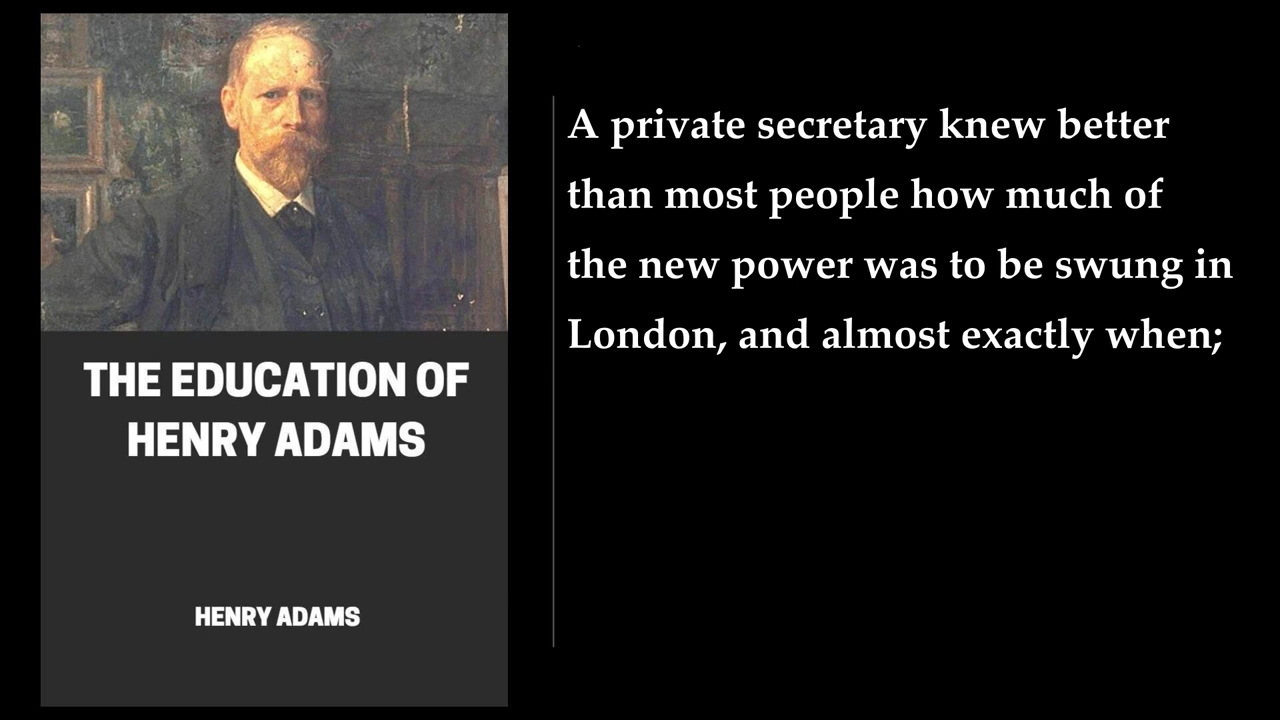 THE EDUCATION OF
HENRY ADAMS
HENRY ADAMS
A private secretary knew better
than most people how much of
the new power was to be swung in
London, and almost exactly when;